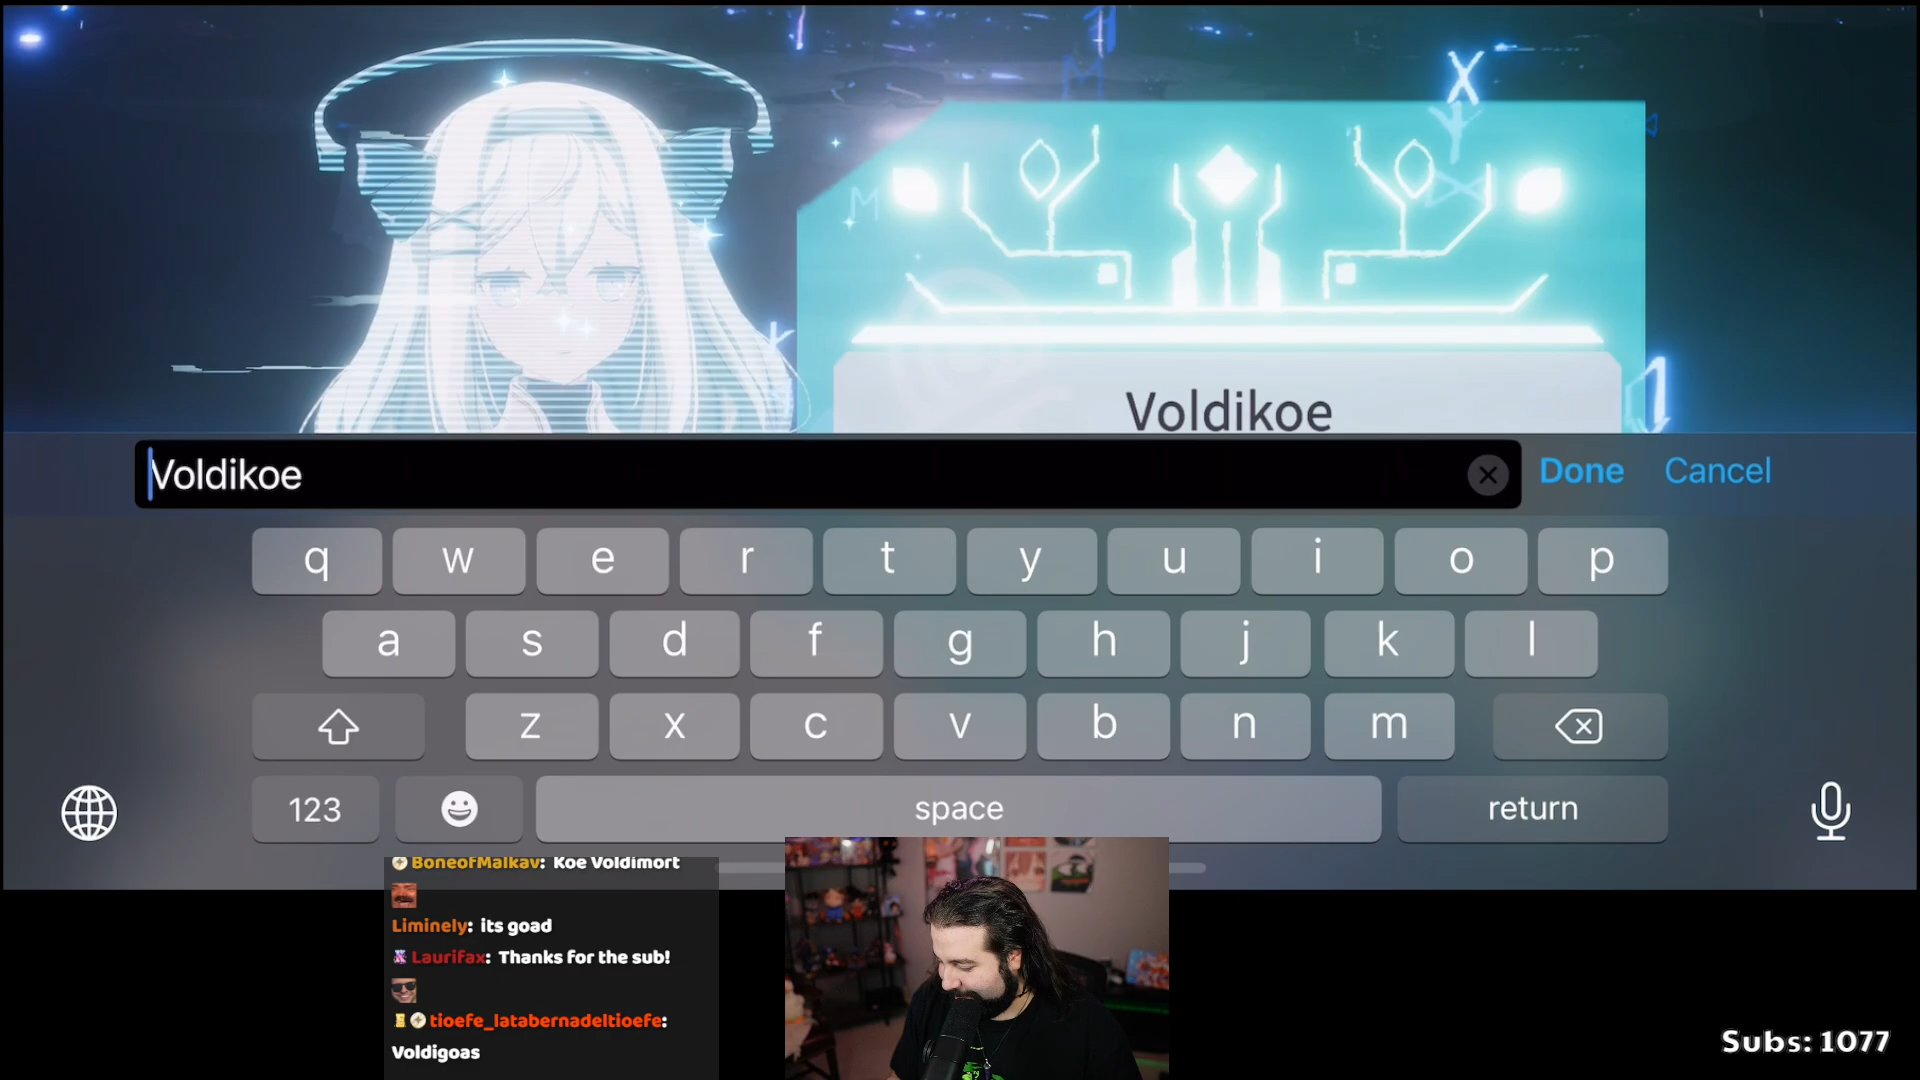 Voldikoe
Voldikoe
Done
Cancel
q w e r t y u i o p
a s d f g h j k l
z x c v b n m
123
space
return
BoneofMalkav: Koe Voldimort
Liminely: its goad
Laurifax: Thanks for the sub!
tioefe_latabernadeltioefe:
Voldigoas
Subs: 1077